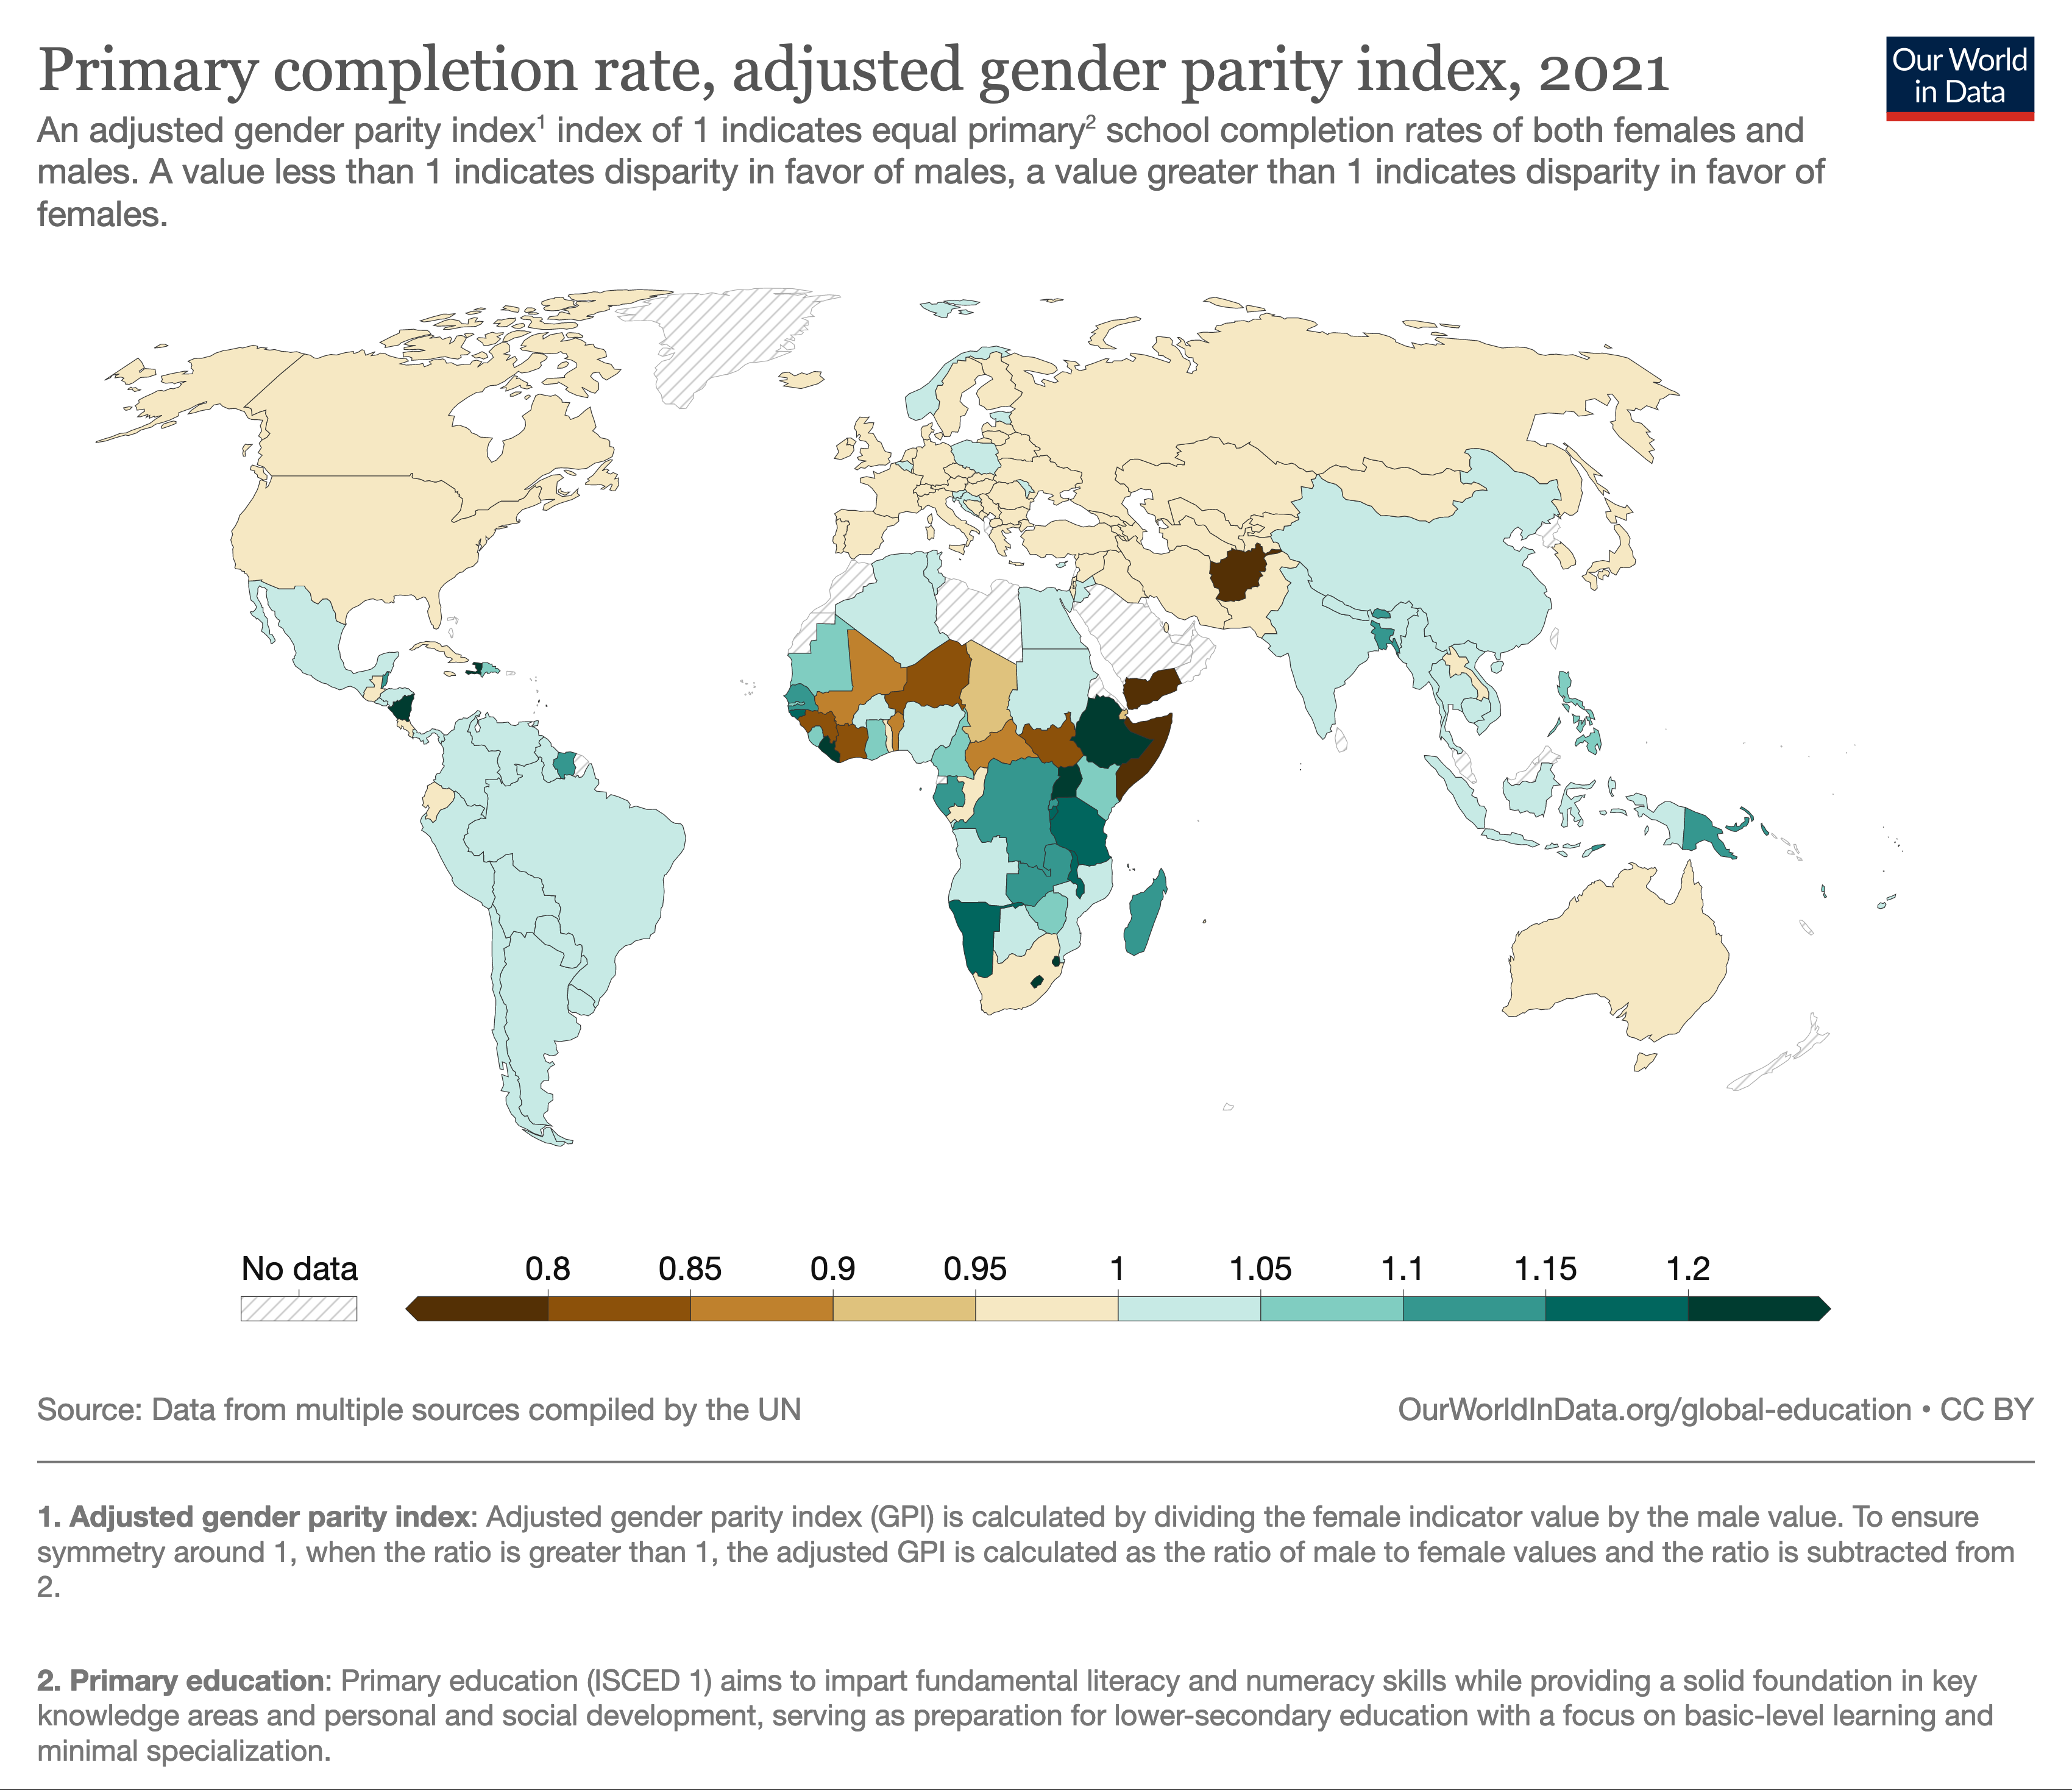 Primary completion rate, adjusted gender parity index, 2021
Our World
in Data
An adjusted gender parity index¹ index of 1 indicates equal primary² school completion rates of both females and
males. A value less than 1 indicates disparity in favor of males, a value greater than 1 indicates disparity in favor of
females.
No data
0.8
0.85
0.9
0.95
1
1.05
1.1
1.15
1.2
Source: Data from multiple sources compiled by the UN
OurWorldInData.org/global-education • CC BY
1. Adjusted gender parity index: Adjusted gender parity index (GPI) is calculated by dividing the female indicator value by the male value. To ensure
symmetry around 1, when the ratio is greater than 1, the adjusted GPI is calculated as the ratio of male to female values and the ratio is subtracted from
2.
2. Primary education: Primary education (ISCED 1) aims to impart fundamental literacy and numeracy skills while providing a solid foundation in key
knowledge areas and personal and social development, serving as preparation for lower-secondary education with a focus on basic-level learning and
minimal specialization.